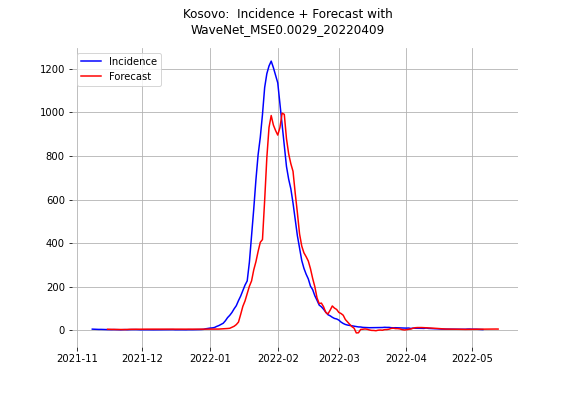 Kosovo:  Incidence + Forecast with
WaveNet_MSE0.0029_20220409
Incidence
Forecast
1200
1000
800
600
400
200
0
2021-11 2021-12 2022-01 2022-02 2022-03 2022-04 2022-05